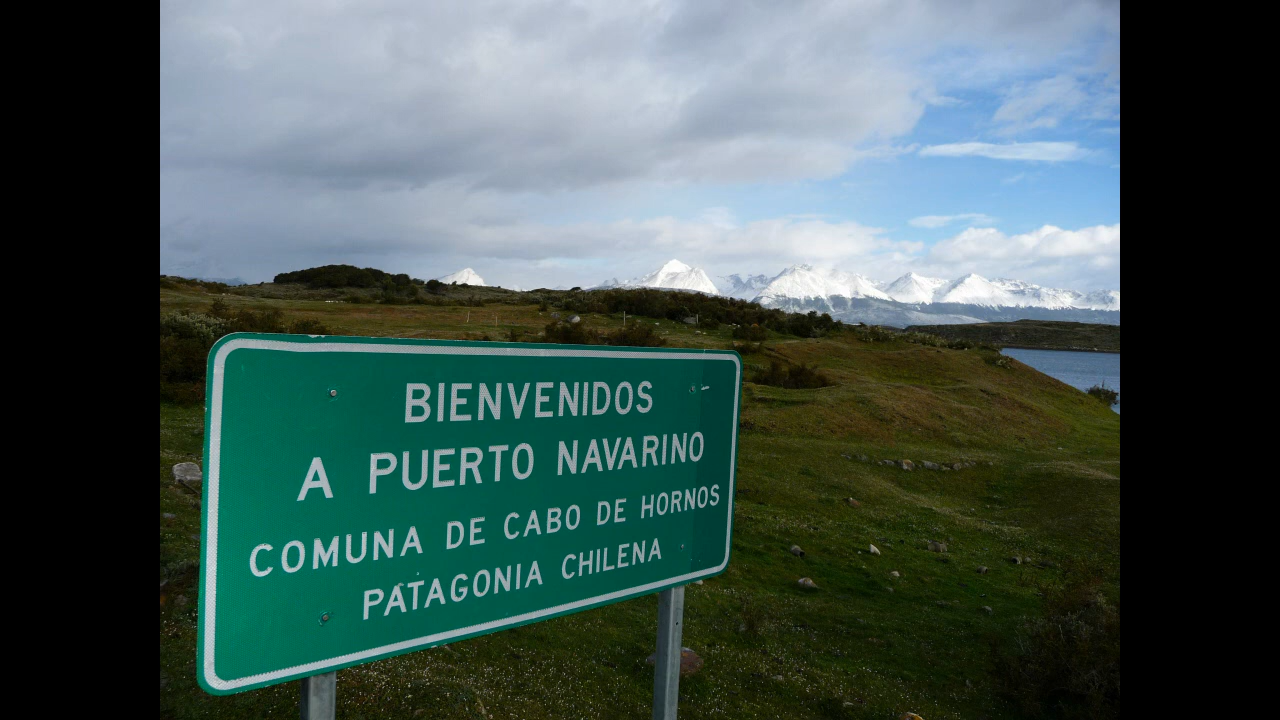 BIENVENIDOS
A PUERTO NAVARINO
COMUNA DE CABO DE HORNOS
PATAGONIA CHILENA